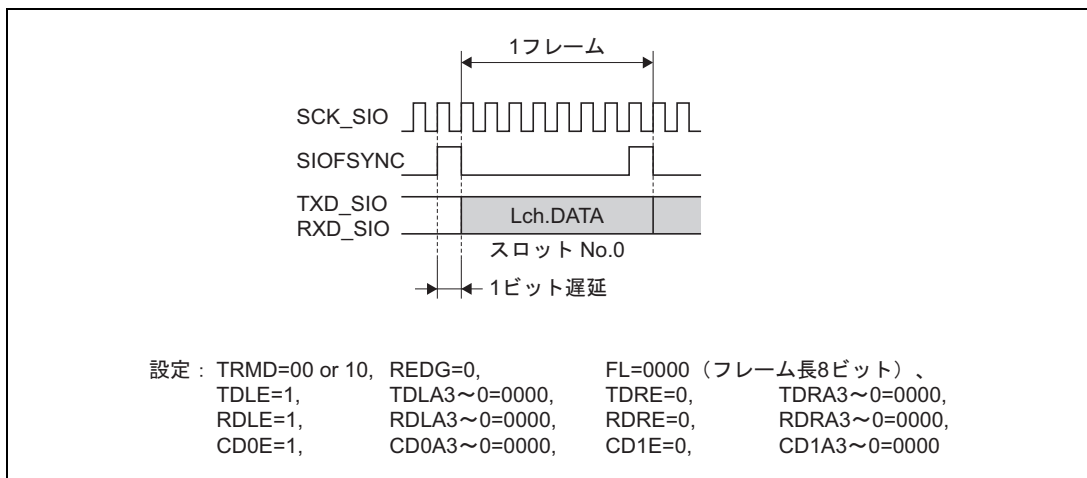 1フレーム
SCK_SIO
SIOFSYNC
TXD_SIO
RXD_SIO
Lch.DATA
スロット No.0
1ビット遅延
設定： TRMD=00 or 10, REDG=0, FL=0000（フレーム長8ビット）、
TDLE=1, TDLA3～0=0000, TDRE=0, TDRA3～0=0000,
RDLE=1, RDLA3～0=0000, RDRE=0, RDRA3～0=0000,
CD0E=1, CD0A3～0=0000, CD1E=0, CD1A3～0=0000